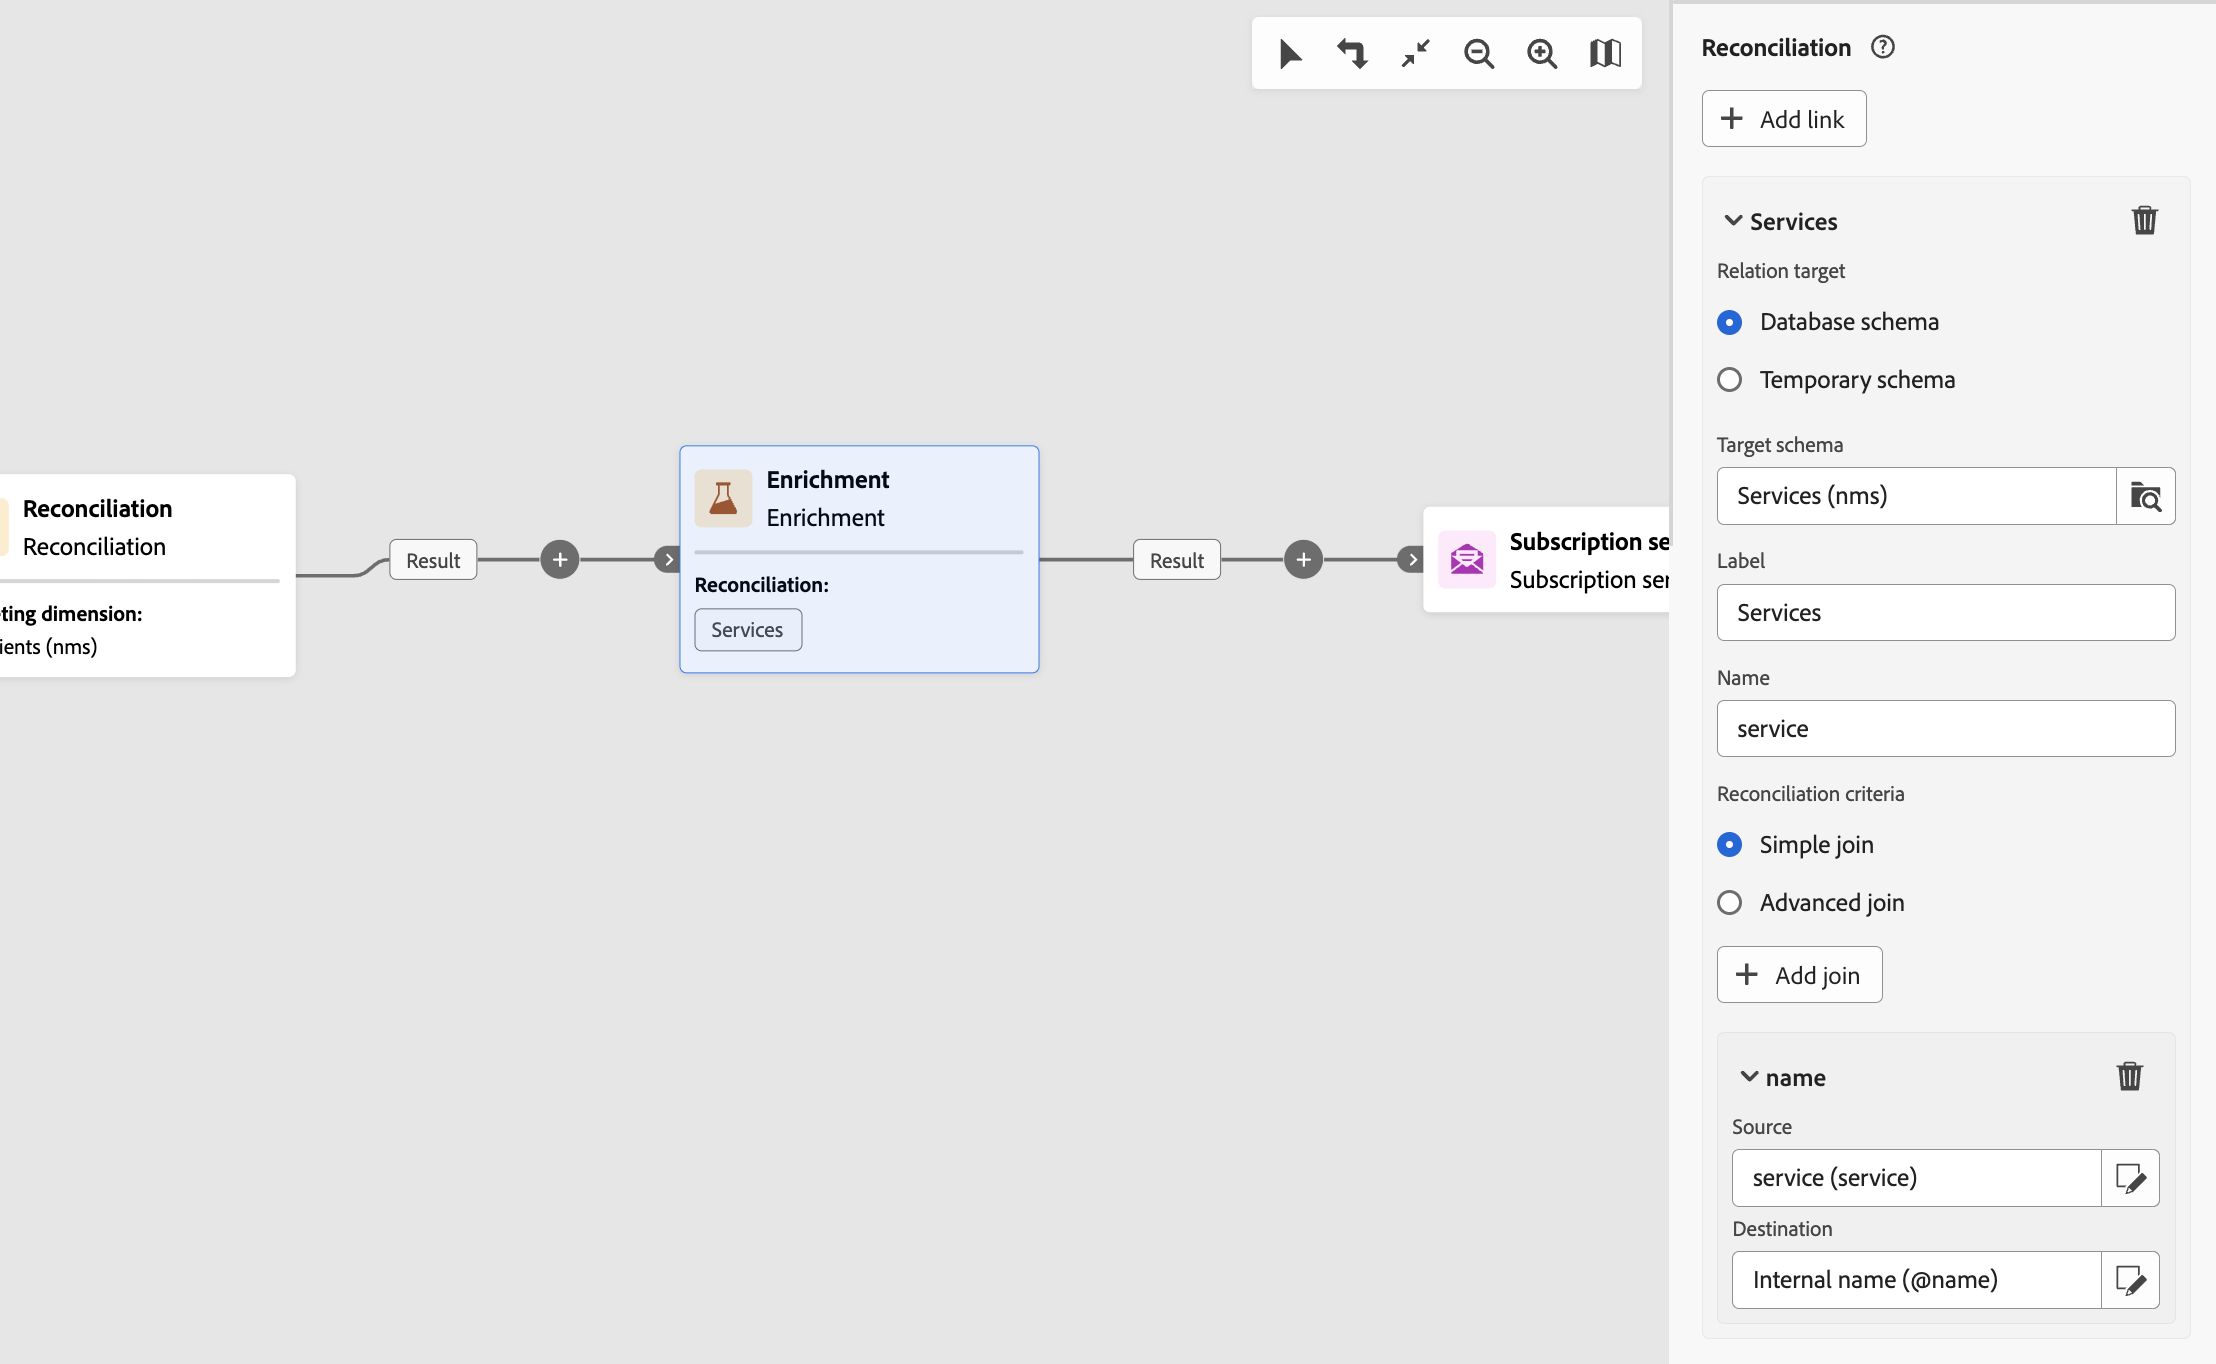 Reconciliation
Reconciliation
ting dimension:
ients (nms)
Result
Enrichment
Enrichment
Reconciliation:
Services
Result
Subscription se
Subscription ser
Reconciliation
Add link
Services
Relation target
Database schema
Temporary schema
Target schema
Services (nms)
Label
Services
Name
service
Reconciliation criteria
Simple join
Advanced join
Add join
name
Source
service (service)
Destination
Internal name (@name)